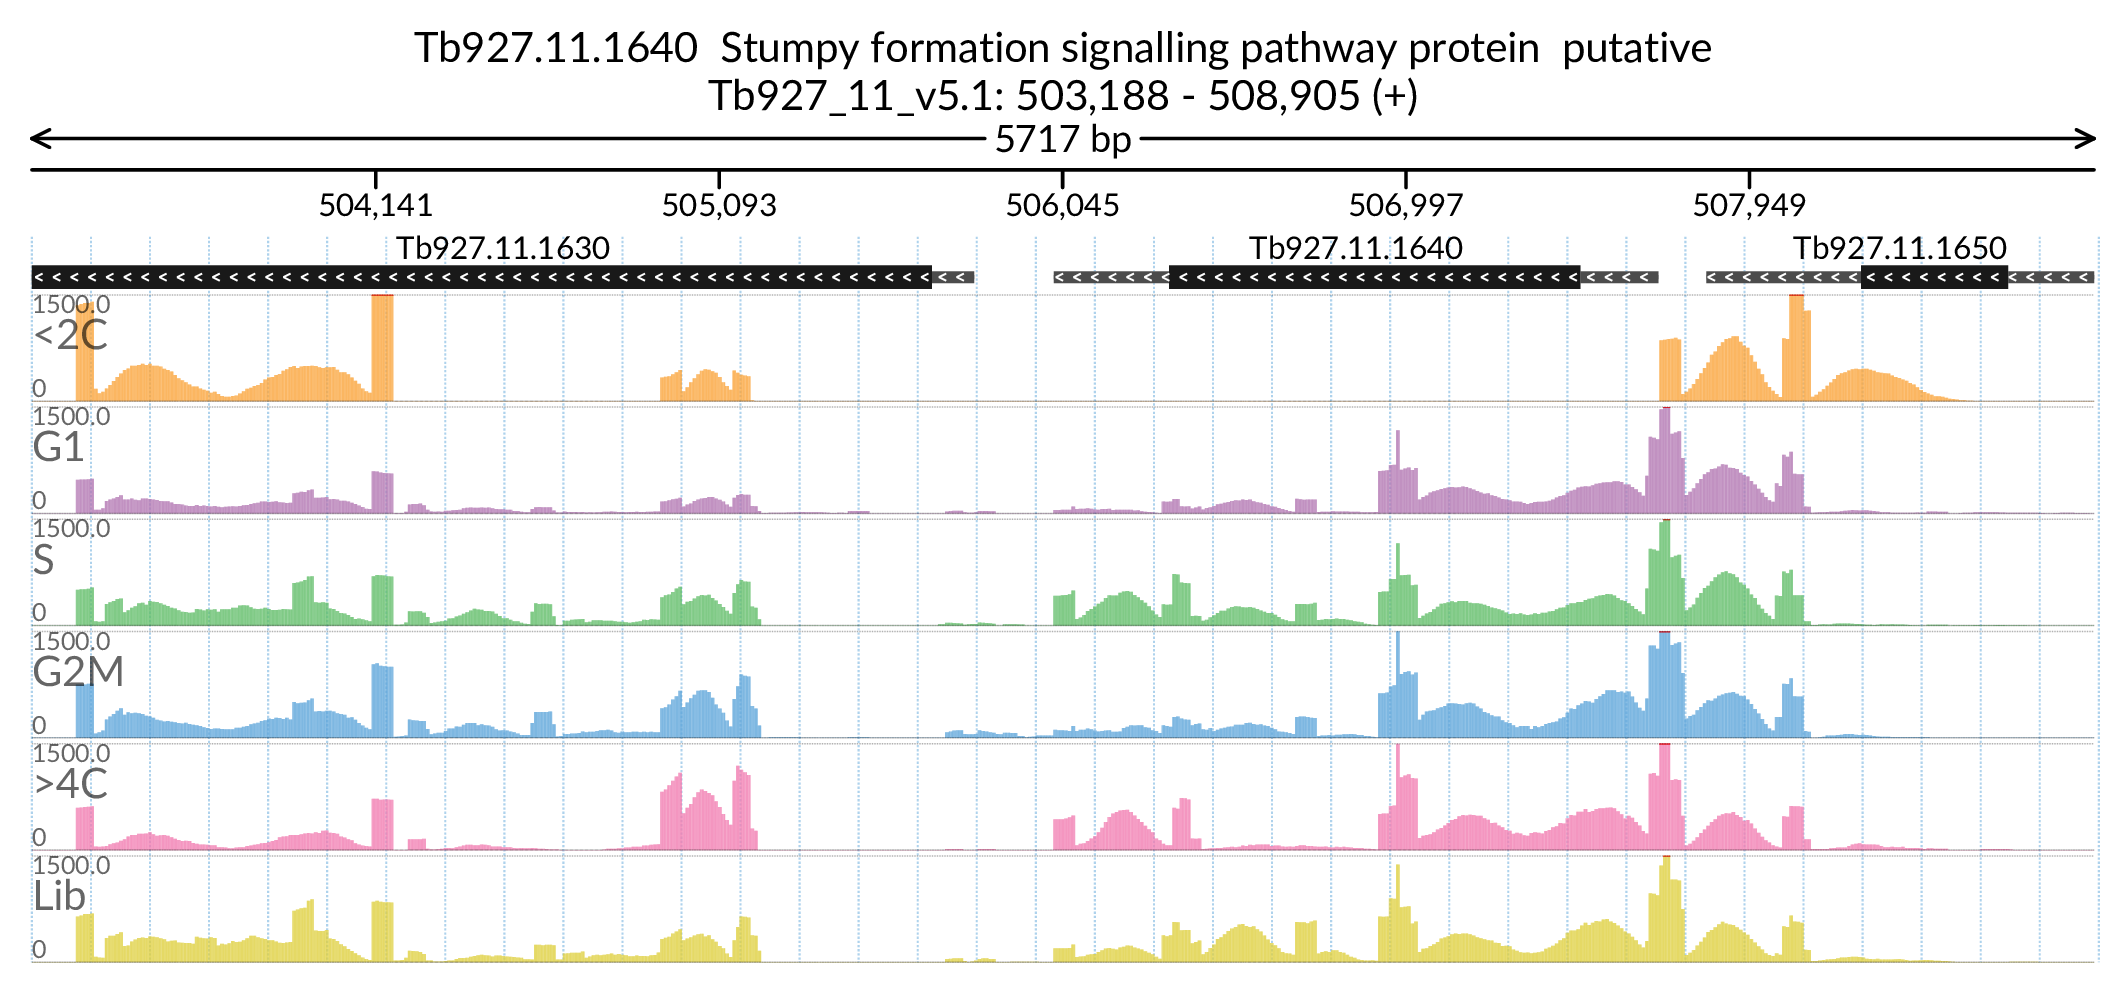 Tb927.11.1640  Stumpy formation signalling pathway protein  putative
Tb927_11_v5.1: 503,188 - 508,905 (+)
5717 bp
504,141 505,093 506,045 506,997 507,949
Tb927.11.1630 Tb927.11.1640 Tb927.11.1650
1500.0
<2C
0
1500.0
G1
0
1500.0
S
0
1500.0
G2M
0
1500.0
>4C
0
1500.0
Lib
0